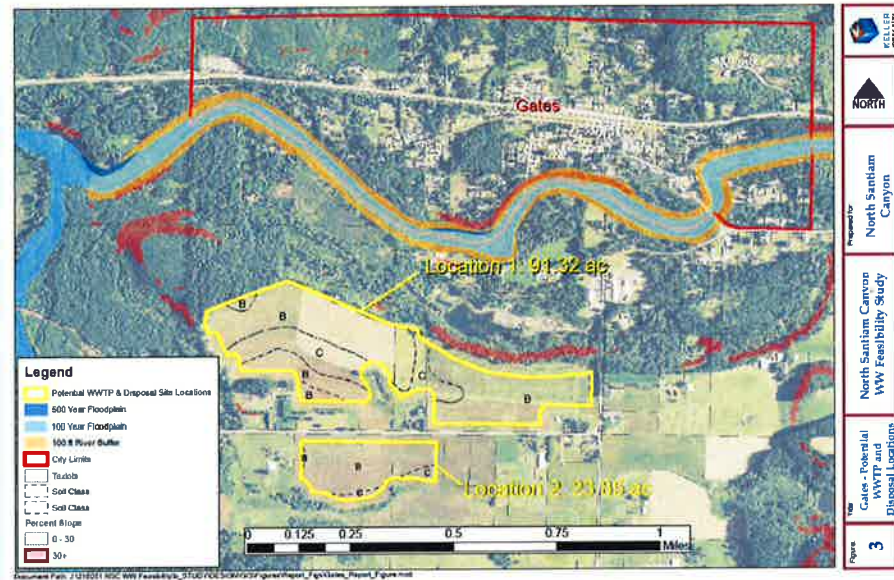 Gates
Location 1: 91.32 ac
B
B
C
B
B
C
B
Location 2: 23.85 ac
B
B
C
C
Legend
Potential WWTP & Disposal Site Locations
500 Year Floodplain
100 Year Floodplain
100 ft River Buffer
City Limits
Taxlots
Soil Class
Soil Class
Percent Slope
0 - 30
30+
0 0.125 0.25 0.5 0.75 1
Miles
KELLER
NORTH
Prepared for
North Santiam
Canyon
North Santiam Canyon
WW Feasibility Study
Title
Gates - Potential
WWTP and
Disposal Locations
Figure
3